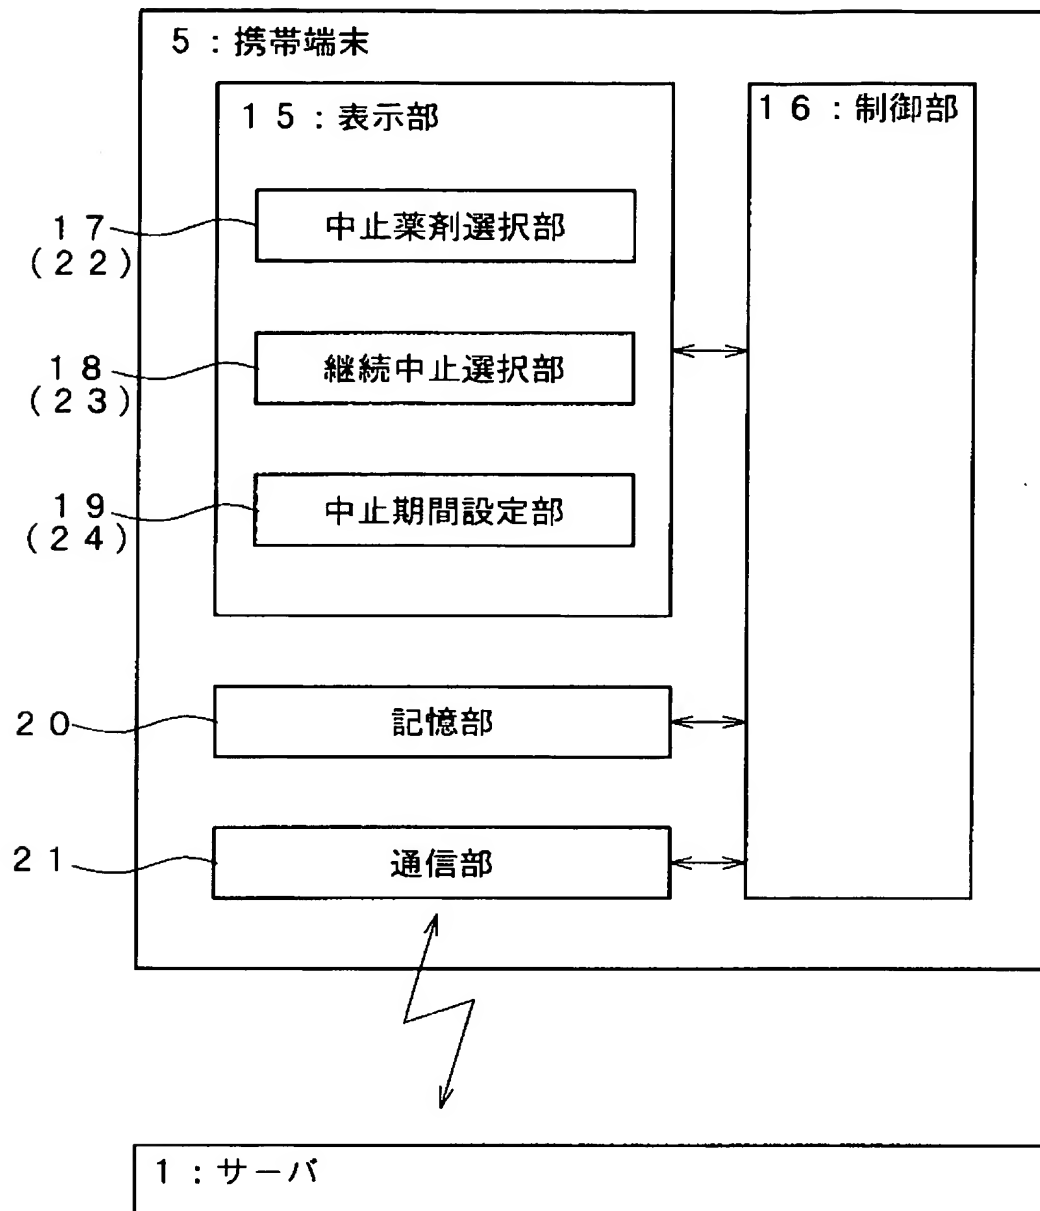 5：携帯端末
15：表示部
16：制御部
17
(22)
中止薬剤選択部
18
(23)
継続中止選択部
19
(24)
中止期間設定部
20
記憶部
21
通信部
1：サーバ